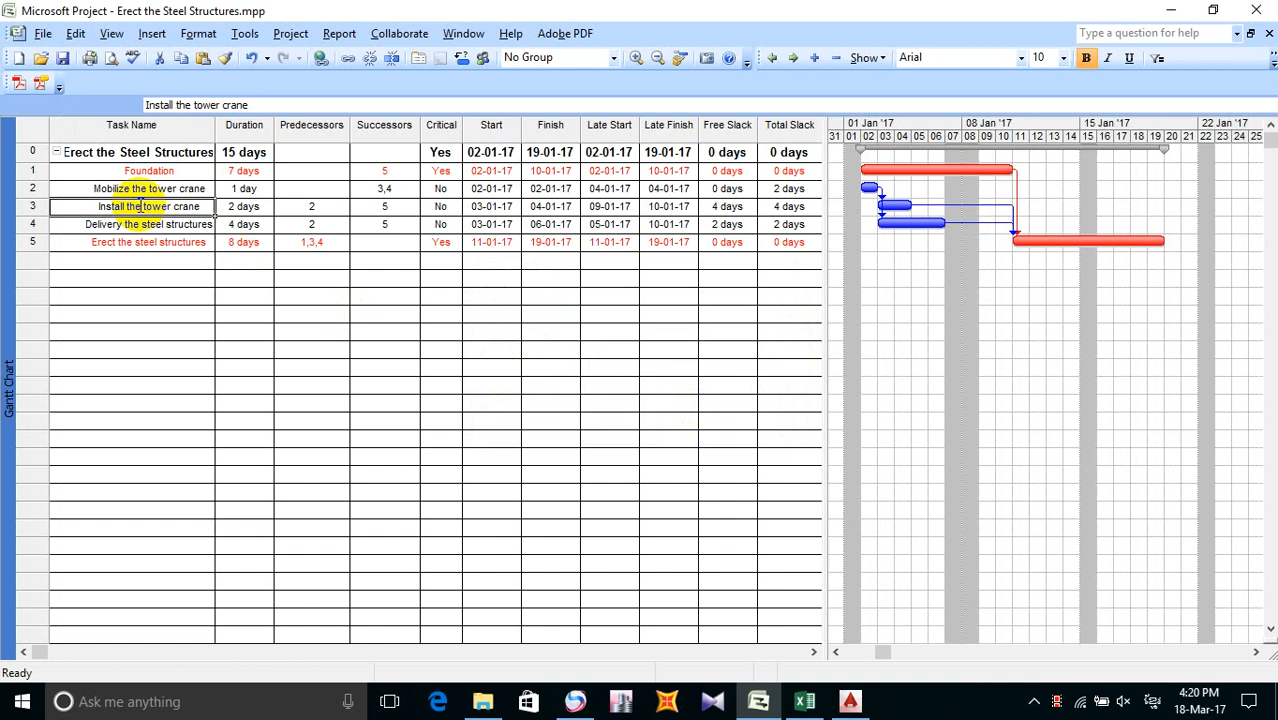 Microsoft Project - Erect the Steel Structures.mpp
File Edit View Insert Format Tools Project Report Collaborate Window Help Adobe PDF
Type a question for help
No Group
Show
Arial
10
B I U
Install the tower crane
Task Name Duration Predecessors Successors Critical Start Finish Late Start Late Finish Free Slack Total Slack
01 Jan '17 08 Jan '17 15 Jan '17 22 Jan '17
31 01 02 03 04 05 06 07 08 09 10 11 12 13 14 15 16 17 18 19 20 21 22 23 24 25
0 Erect the Steel Structures 15 days Yes 02-01-17 19-01-17 02-01-17 19-01-17 0 days 0 days
1 Foundation 7 days 5 Yes 02-01-17 10-01-17 02-01-17 10-01-17 0 days 0 days
2 Mobilize the tower crane 1 day 3,4 No 02-01-17 02-01-17 04-01-17 04-01-17 0 days 2 days
3 Install the tower crane 2 days 2 5 No 03-01-17 04-01-17 09-01-17 10-01-17 4 days 4 days
4 Delivery the steel structures 4 days 2 5 No 03-01-17 06-01-17 05-01-17 10-01-17 2 days 2 days
5 Erect the steel structures 8 days 1,3,4 Yes 11-01-17 19-01-17 11-01-17 19-01-17 0 days 0 days
Gantt Chart
Ready
Ask me anything
4:20 PM
18-Mar-17